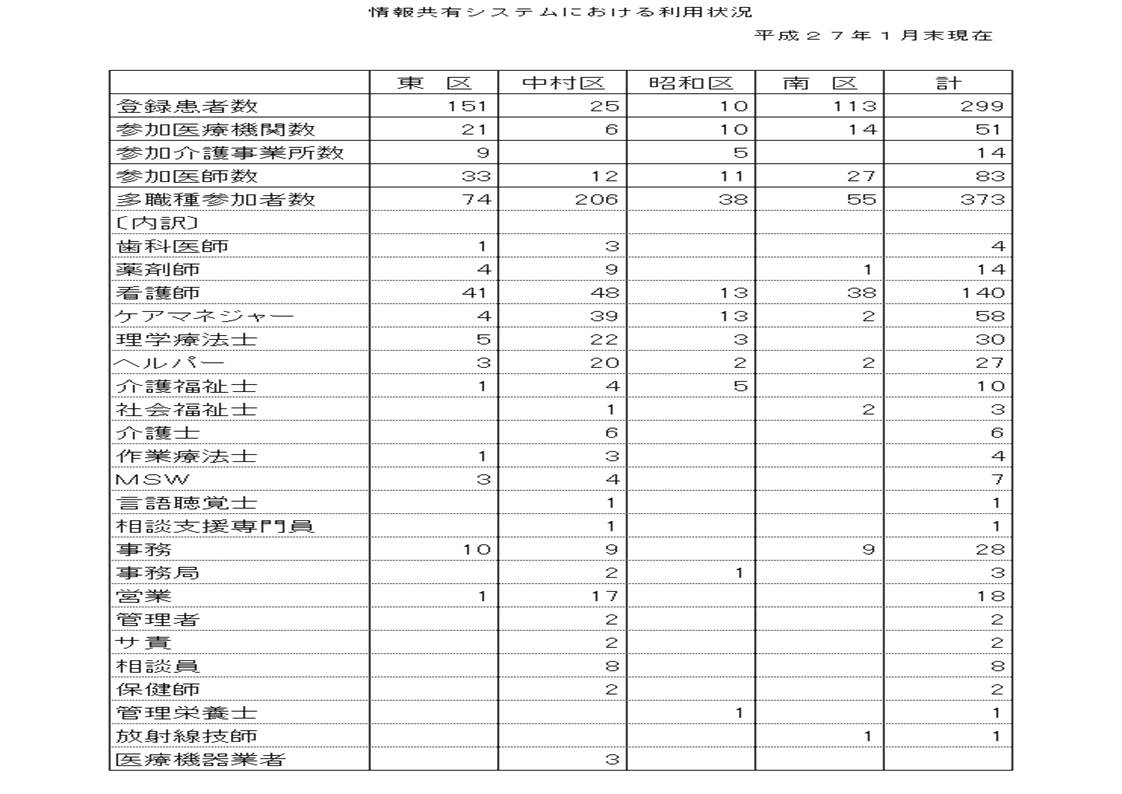 情報共有システムにおける利用状況
平成２７年１月末現在
東　区 中村区 昭和区 南　区 計
登録患者数 151 25 10 113 299
参加医療機関数 21 6 10 14 51
参加介護事業所数 9 5 14
参加医師数 33 12 11 27 83
多職種参加者数 74 206 38 55 373
〔内訳〕
歯科医師 1 3 4
薬剤師 4 9 1 14
看護師 41 48 13 38 140
ケアマネジャー 4 39 13 2 58
理学療法士 5 22 3 30
ヘルパー 3 20 2 2 27
介護福祉士 1 4 5 10
社会福祉士 1 2 3
介護士 6 6
作業療法士 1 3 4
MSW 3 4 7
言語聴覚士 1 1
相談支援専門員 1 1
事務 10 9 9 28
事務局 2 1 3
営業 1 17 18
管理者 2 2
サ責 2 2
相談員 8 8
保健師 2 2
管理栄養士 1 1
放射線技師 1 1
医療機器業者 3